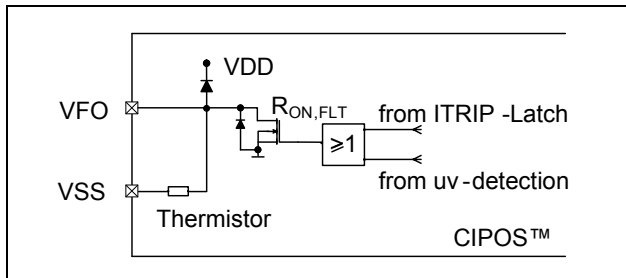 VDD
VFO
R_ON,FLT
from ITRIP -Latch
≥1
from uv-detection
VSS
Thermistor
CIPOS™